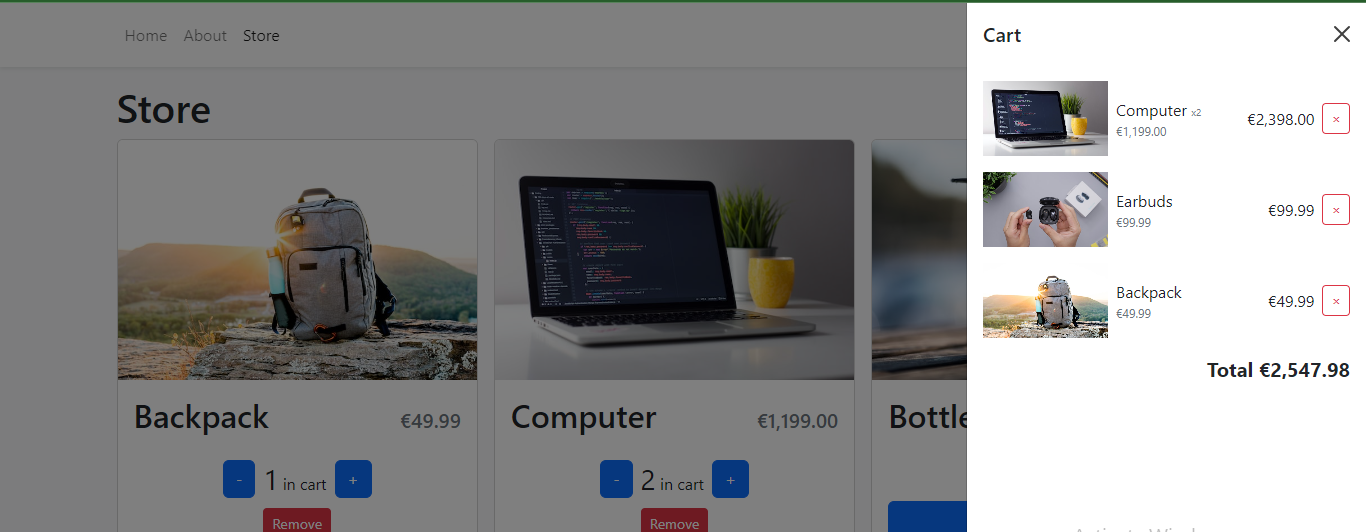 Home About Store
Store
Backpack €49.99
- 1 in cart +
Remove
Computer €1,199.00
- 2 in cart +
Remove
Bottle
Cart
Computer x2
€1,199.00
€2,398.00 ×
Earbuds
€99.99
€99.99 ×
Backpack
€49.99
€49.99 ×
Total €2,547.98